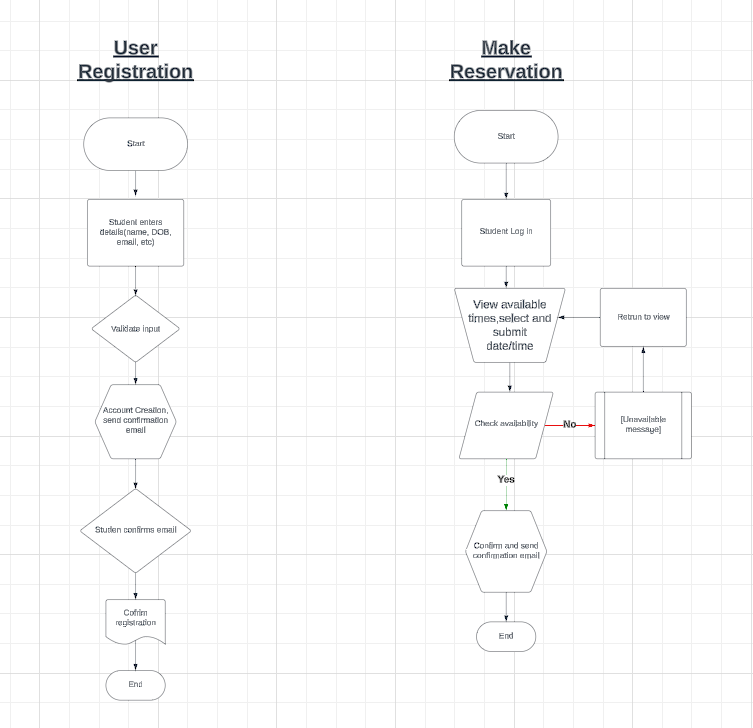 User
Registration
Start
Student enters
details(name, DOB,
email, etc)
Validate input
Account Creation,
send confirmation
email
Studen confirms email
Cofrim
registration
End
Make
Reservation
Start
Student Log in
View available
times,select and
submit
date/time
Retrun to view
Check availability
No
[Unavailable
message]
Yes
Confirm and send
confirmation email
End